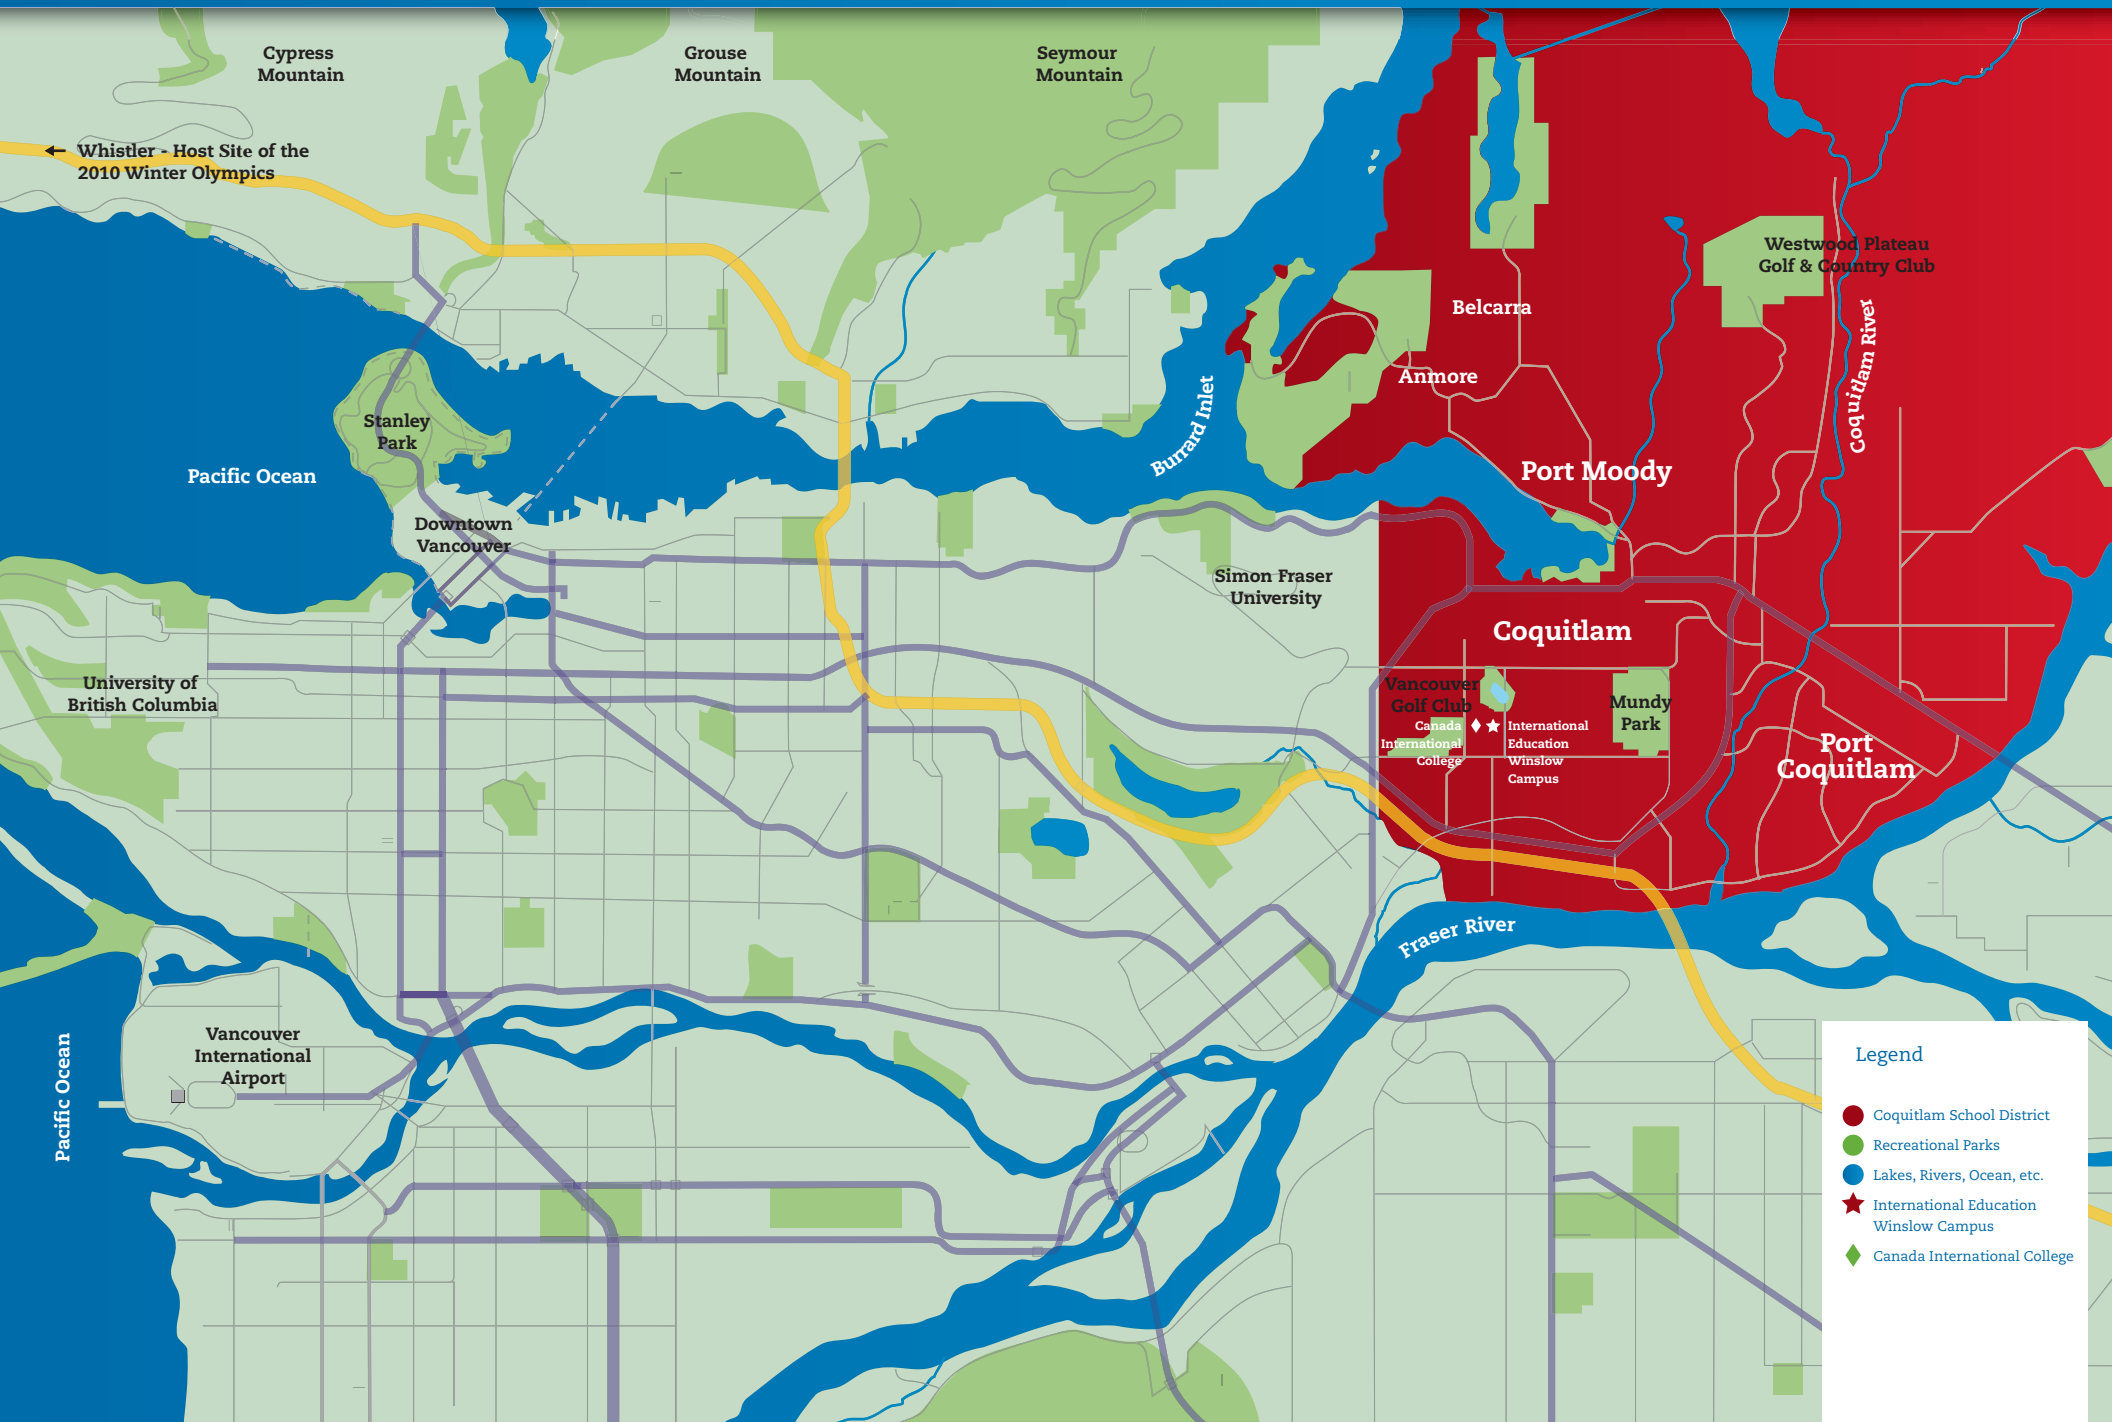 Cypress
Mountain
Grouse
Mountain
Seymour
Mountain
Whistler - Host Site of the
2010 Winter Olympics
Westwood Plateau
Golf & Country Club
Belcarra
Coquitlam River
Anmore
Burrard Inlet
Stanley
Park
Pacific Ocean
Port Moody
Downtown
Vancouver
Simon Fraser
University
Coquitlam
University of
British Columbia
Vancouver
Golf Club
Mundy
Park
Canada
International
College
International
Education
Winslow
Campus
Port
Coquitlam
Fraser River
Vancouver
International
Airport
Pacific Ocean
Legend
Coquitlam School District
Recreational Parks
Lakes, Rivers, Ocean, etc.
International Education
Winslow Campus
Canada International College